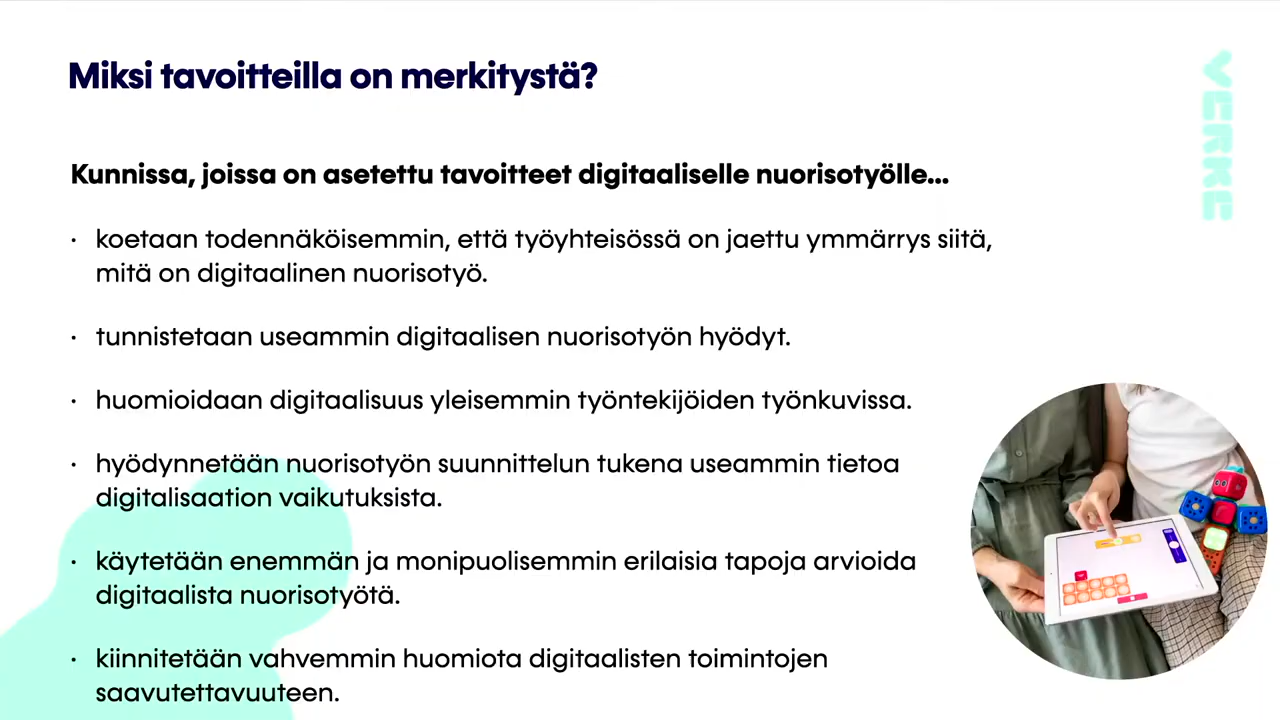 Miksi tavoitteilla on merkitystä?
VERKE
Kunnissa, joissa on asetettu tavoitteet digitaaliselle nuorisotyölle...
· koetaan todennäköisemmin, että työyhteisössä on jaettu ymmärrys siitä,
mitä on digitaalinen nuorisotyö.
· tunnistetaan useammin digitaalisen nuorisotyön hyödyt.
· huomioidaan digitaalisuus yleisemmin työntekijöiden työnkuvissa.
· hyödynnetään nuorisotyön suunnittelun tukena useammin tietoa
digitalisaation vaikutuksista.
· käytetään enemmän ja monipuolisemmin erilaisia tapoja arvioida
digitaalista nuorisotyötä.
· kiinnitetään vahvemmin huomiota digitaalisten toimintojen
saavutettavuuteen.